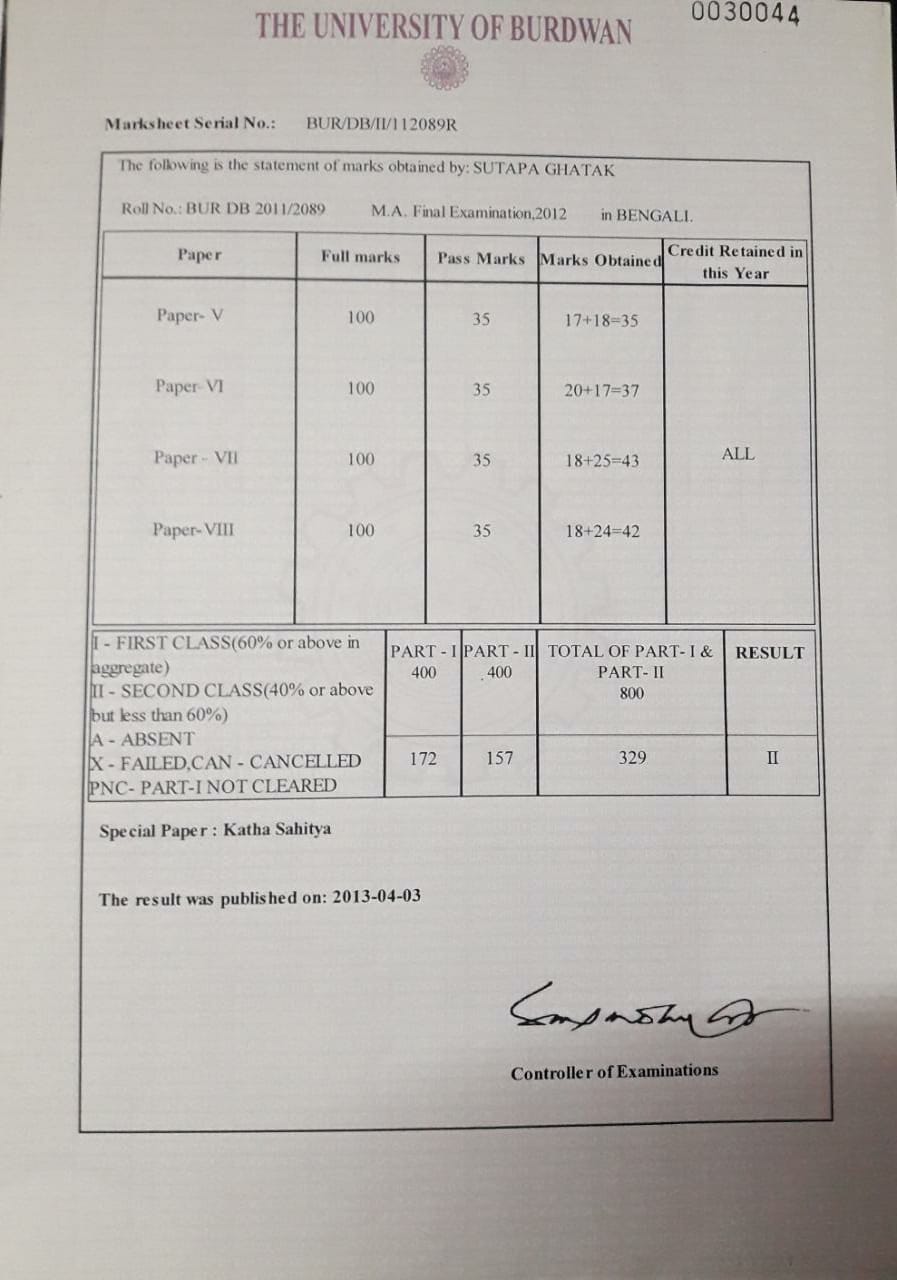 0030044
THE UNIVERSITY OF BURDWAN
Marksheet Serial No.: BUR/DB/II/112089R
The following is the statement of marks obtained by: SUTAPA GHATAK
Roll No.: BUR DB 2011/2089 M.A. Final Examination,2012 in BENGALI.
Paper Full marks Pass Marks Marks Obtained Credit Retained in this Year
Paper- V 100 35 17+18=35
Paper- VI 100 35 20+17=37
Paper - VII 100 35 18+25=43 ALL
Paper-VIII 100 35 18+24=42
I - FIRST CLASS(60% or above in
aggregate)
II - SECOND CLASS(40% or above
but less than 60%)
A - ABSENT
X - FAILED,CAN - CANCELLED
PNC- PART-I NOT CLEARED
PART - I PART - II TOTAL OF PART- I & RESULT
400 400 PART- II
800
172 157 329 II
Special Paper : Katha Sahitya
The result was published on: 2013-04-03
Controller of Examinations